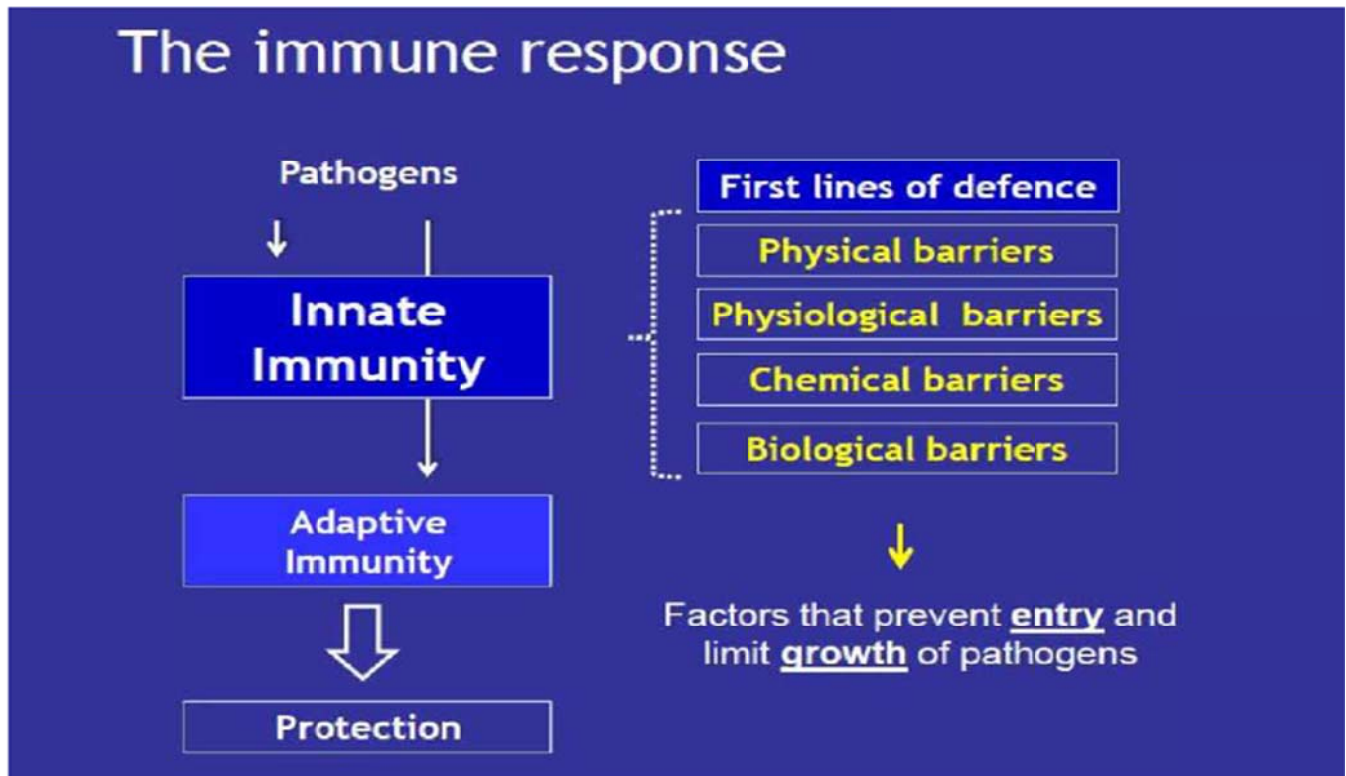 The immune response
Pathogens
Innate
Immunity
Adaptive
Immunity
Protection
First lines of defence
Physical barriers
Physiological barriers
Chemical barriers
Biological barriers
Factors that prevent entry and
limit growth of pathogens